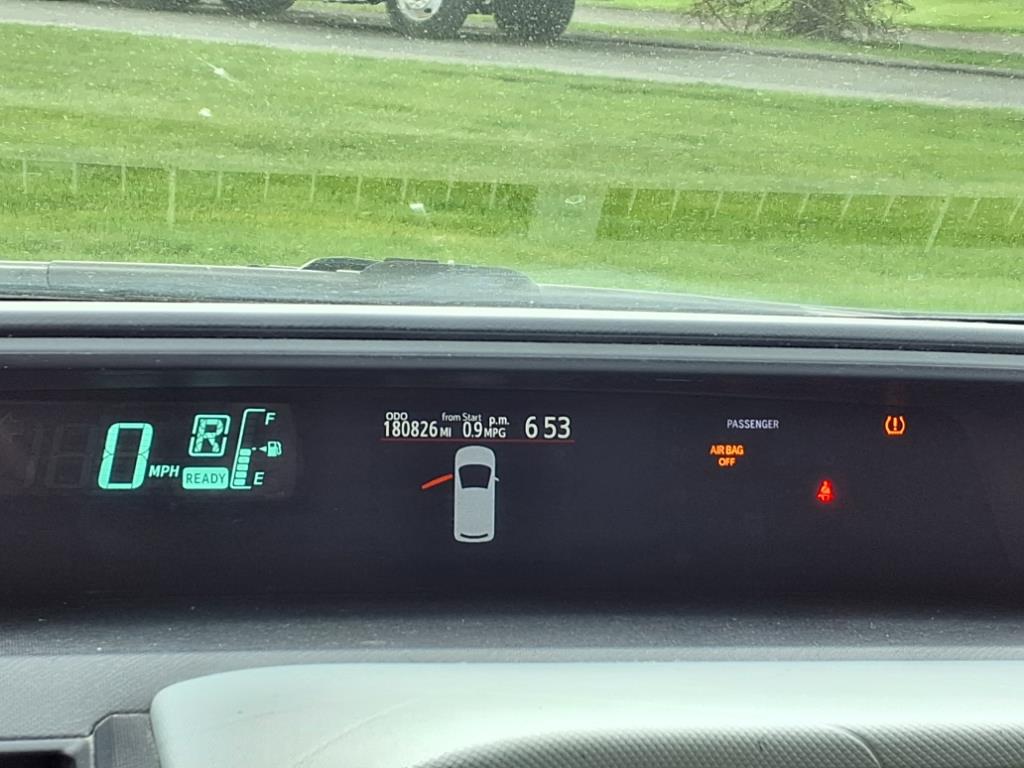 0 MPH
R
READY
F
E
ODO
180826 MI
from Start
0.9 MPG
p.m.
6 53
PASSENGER
AIR BAG
OFF
(!)